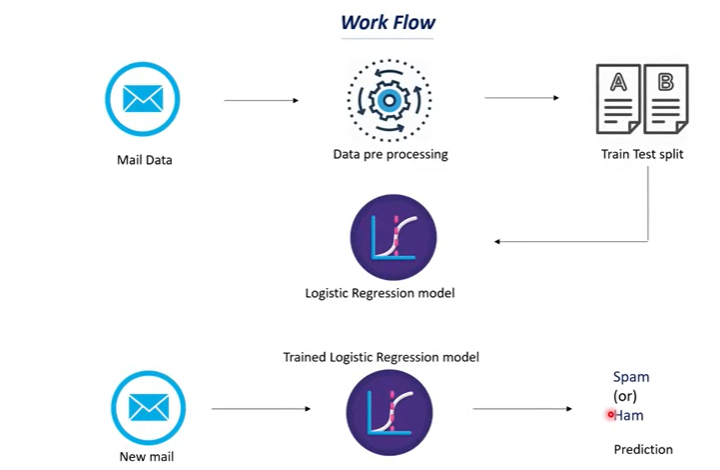 Work Flow
A
B
Mail Data
Data pre processing
Train Test split
Logistic Regression model
Trained Logistic Regression model
Spam
(or)
Ham
New mail
Prediction